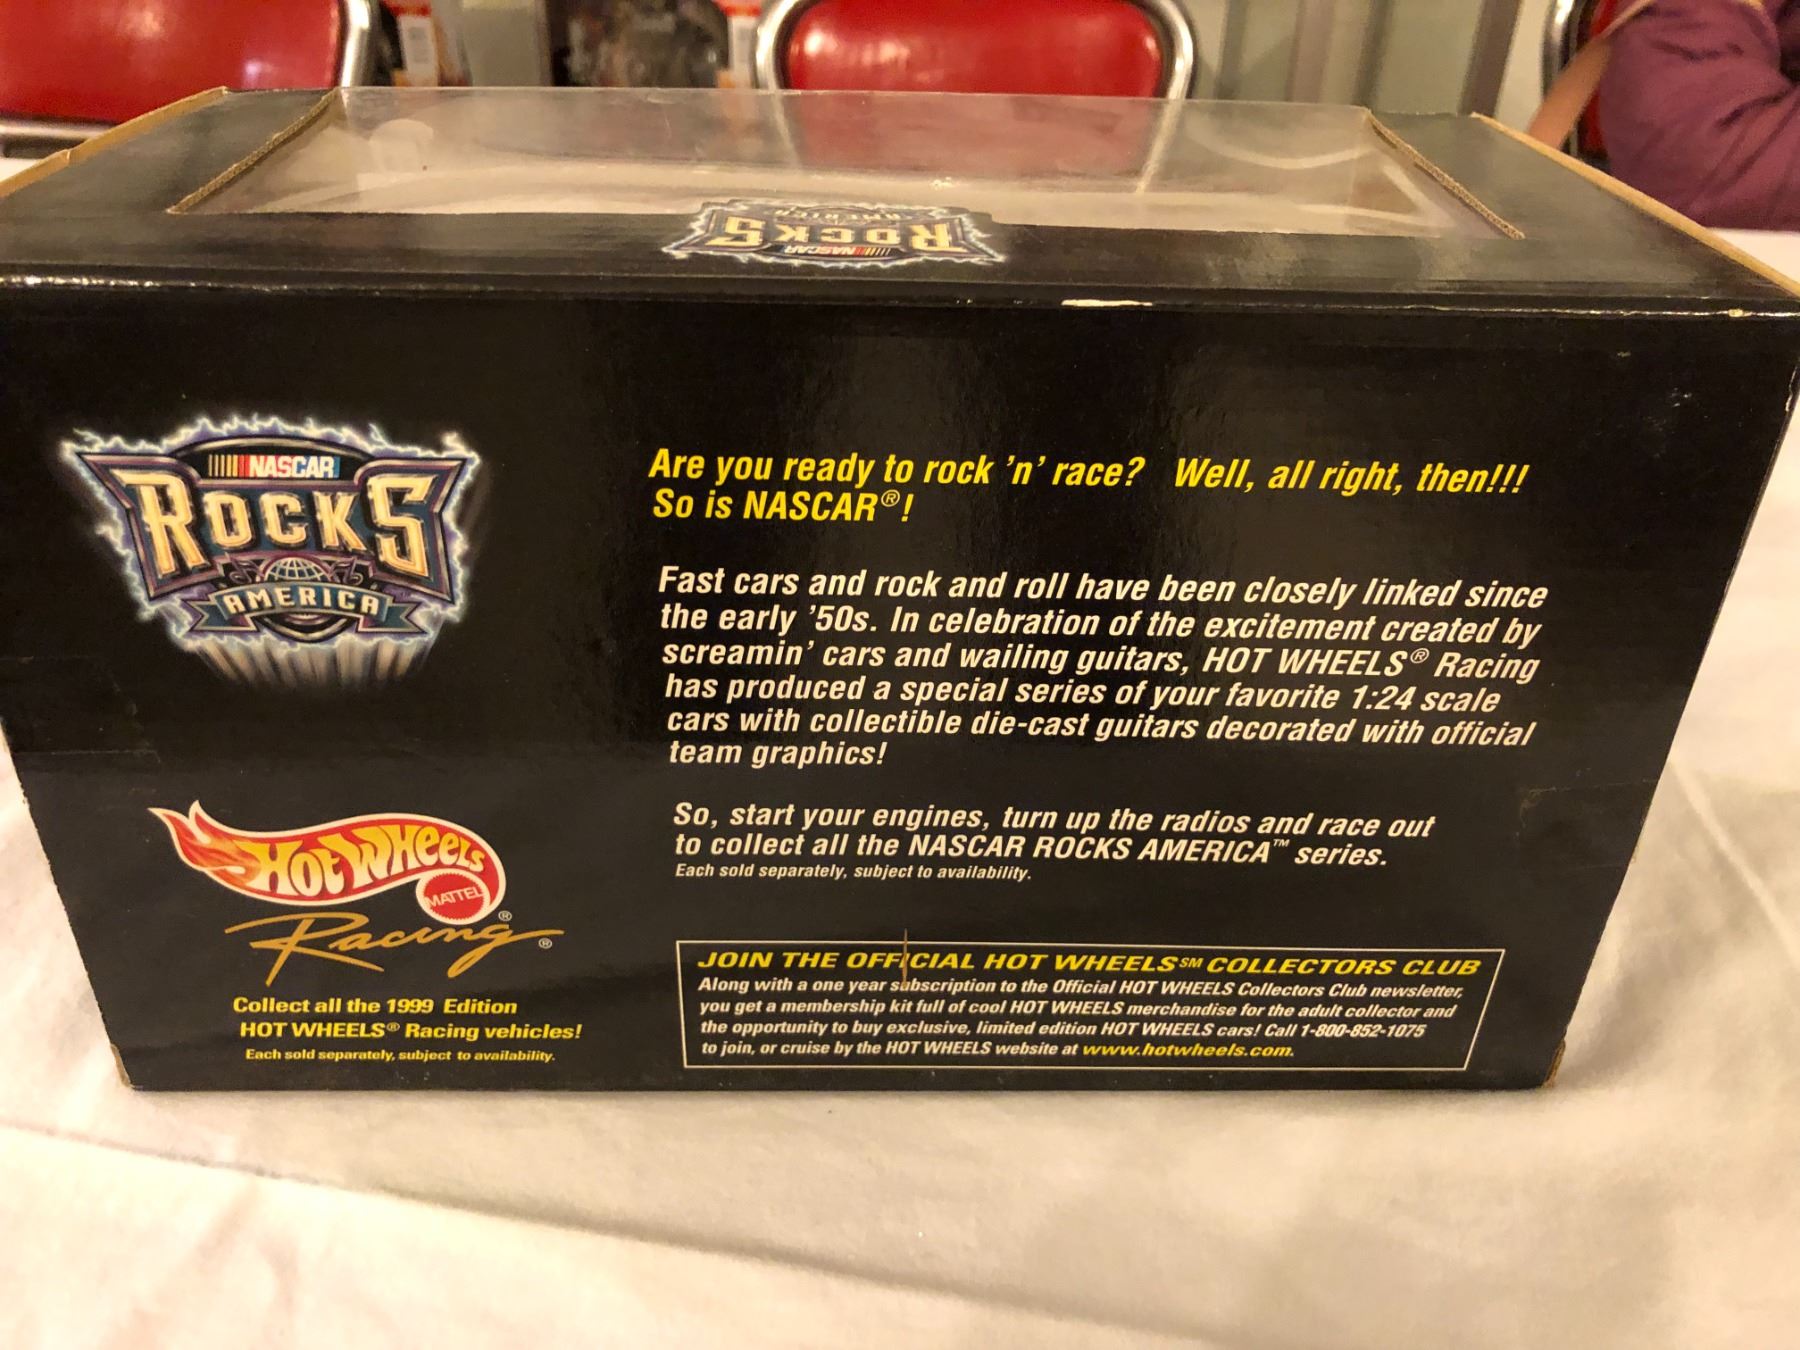 NASCAR
ROCKS
AMERICA
NASCAR
ROCKS
AMERICA
Are you ready to rock 'n' race? Well, all right, then!!!
So is NASCAR®!
Fast cars and rock and roll have been closely linked since
the early '50s. In celebration of the excitement created by
screamin' cars and wailing guitars, HOT WHEELS® Racing
has produced a special series of your favorite 1:24 scale
cars with collectible die-cast guitars decorated with official
team graphics!
So, start your engines, turn up the radios and race out
to collect all the NASCAR ROCKS AMERICA™ series.
Each sold separately, subject to availability.
HOT WHEELS
MATTEL
®
Racing®
Collect all the 1999 Edition
HOT WHEELS® Racing vehicles!
Each sold separately, subject to availability.
JOIN THE OFFICIAL HOT WHEELS℠ COLLECTORS CLUB
Along with a one year subscription to the Official HOT WHEELS Collectors Club newsletter,
you get a membership kit full of cool HOT WHEELS merchandise for the adult collector and
the opportunity to buy exclusive, limited edition HOT WHEELS cars! Call 1-800-852-1075
to join, or cruise by the HOT WHEELS website at www.hotwheels.com.